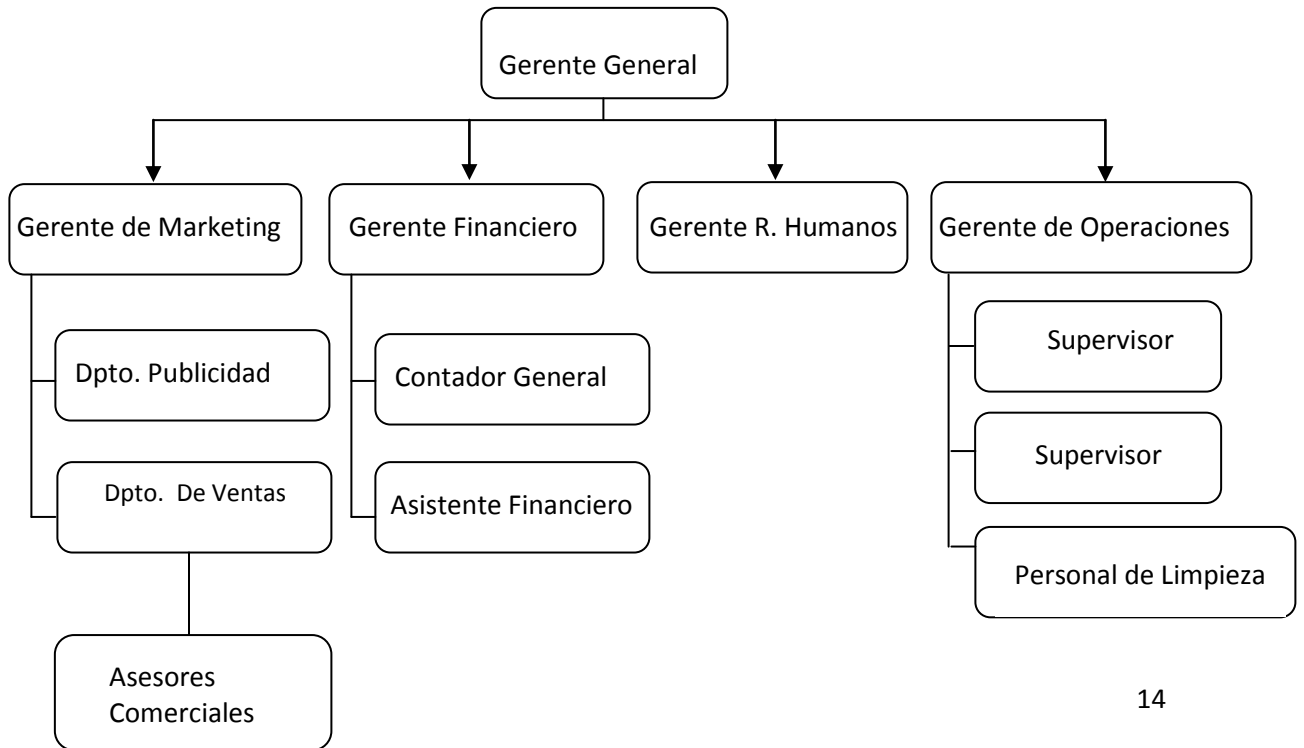 Gerente General
Gerente de Marketing
Gerente Financiero
Gerente R. Humanos
Gerente de Operaciones
Dpto. Publicidad
Dpto. De Ventas
Asesores
Comerciales
Contador General
Asistente Financiero
Supervisor
Supervisor
Personal de Limpieza
14